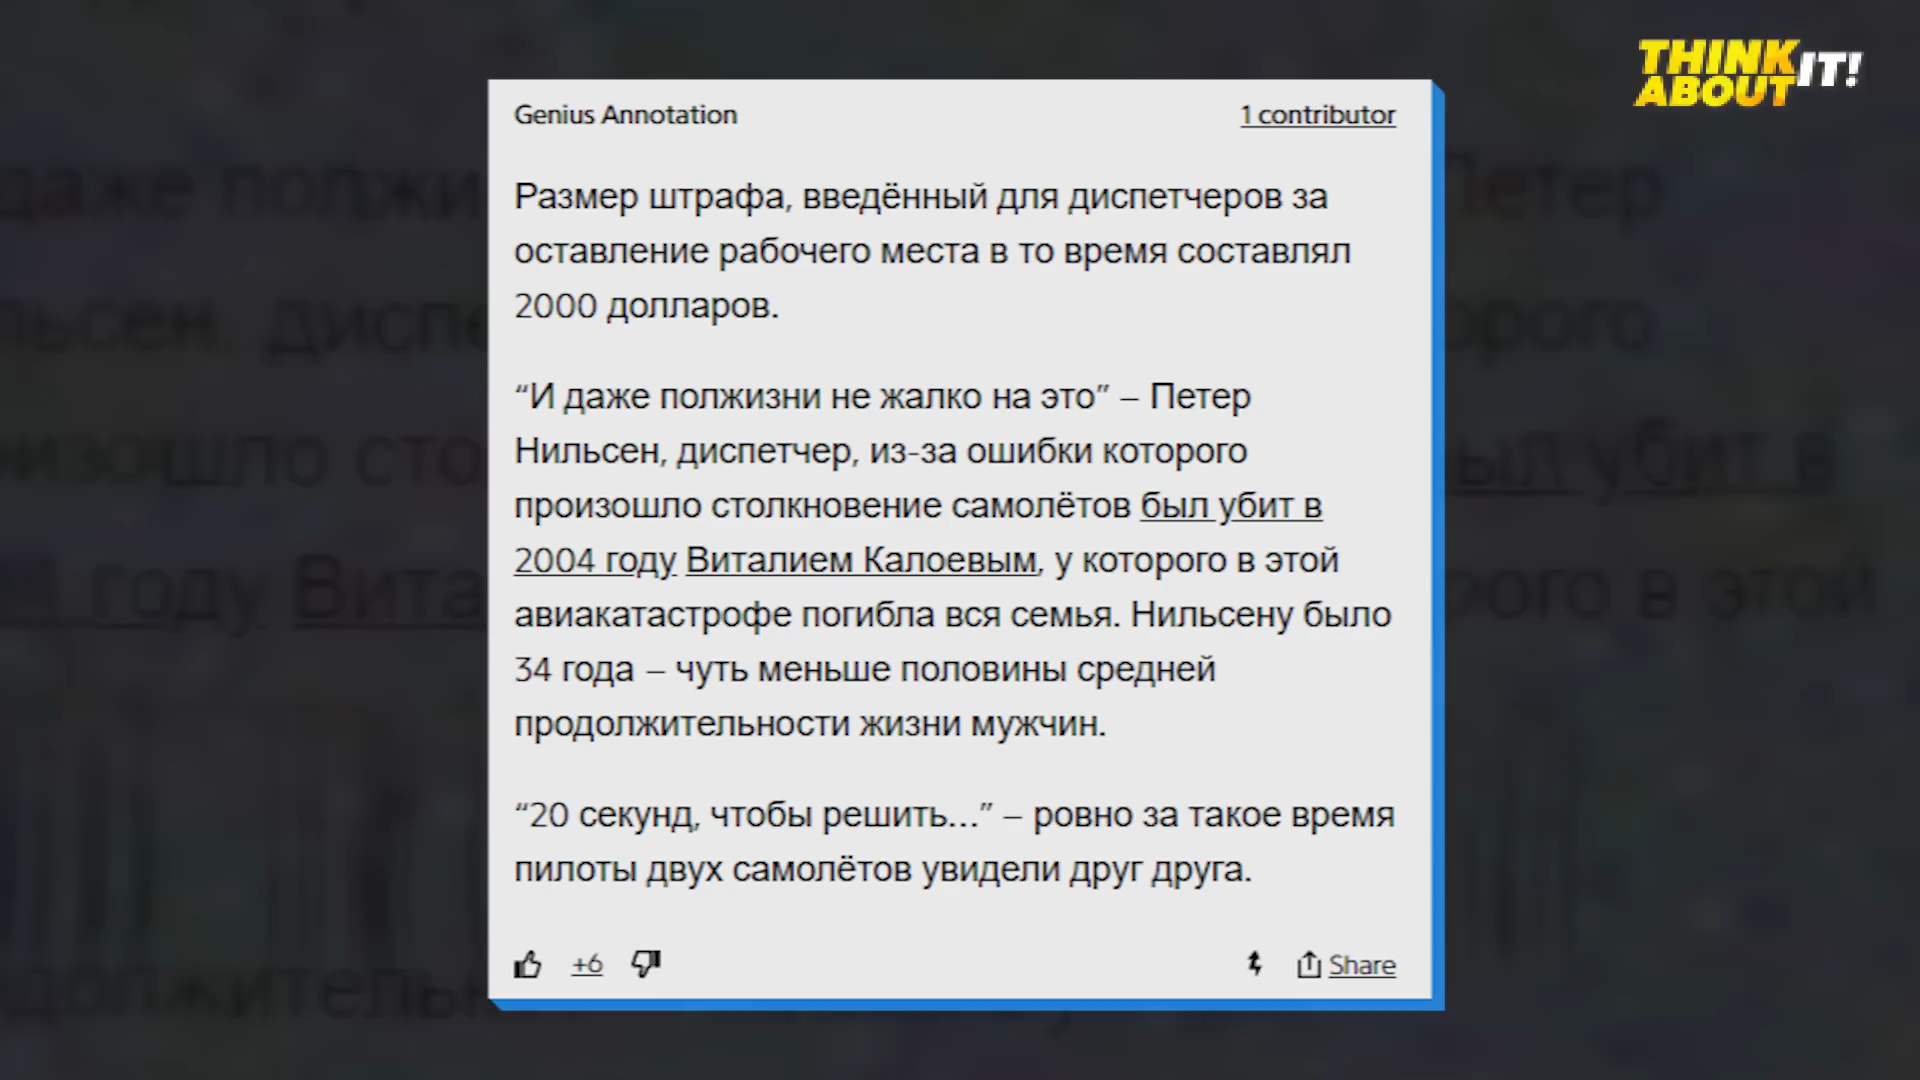 THINK ABOUT IT!
Genius Annotation
1 contributor
Размер штрафа, введённый для диспетчеров за
оставление рабочего места в то время составлял
2000 долларов.
“И даже полжизни не жалко на это” – Петер
Нильсен, диспетчер, из-за ошибки которого
произошло столкновение самолётов был убит в
2004 году Виталием Калоевым, у которого в этой
авиакатастрофе погибла вся семья. Нильсену было
34 года – чуть меньше половины средней
продолжительности жизни мужчин.
“20 секунд, чтобы решить...” – ровно за такое время
пилоты двух самолётов увидели друг друга.
+6
Share